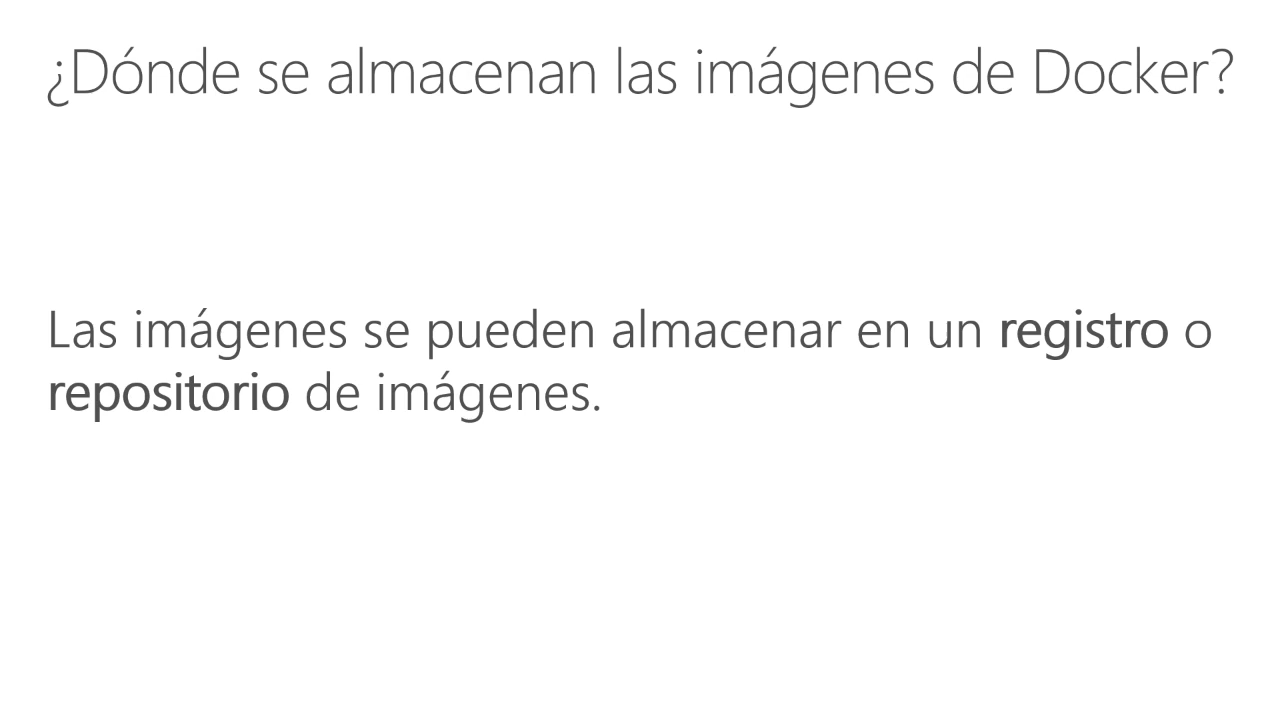 ¿Dónde se almacenan las imágenes de Docker?
Las imágenes se pueden almacenar en un registro o
repositorio de imágenes.